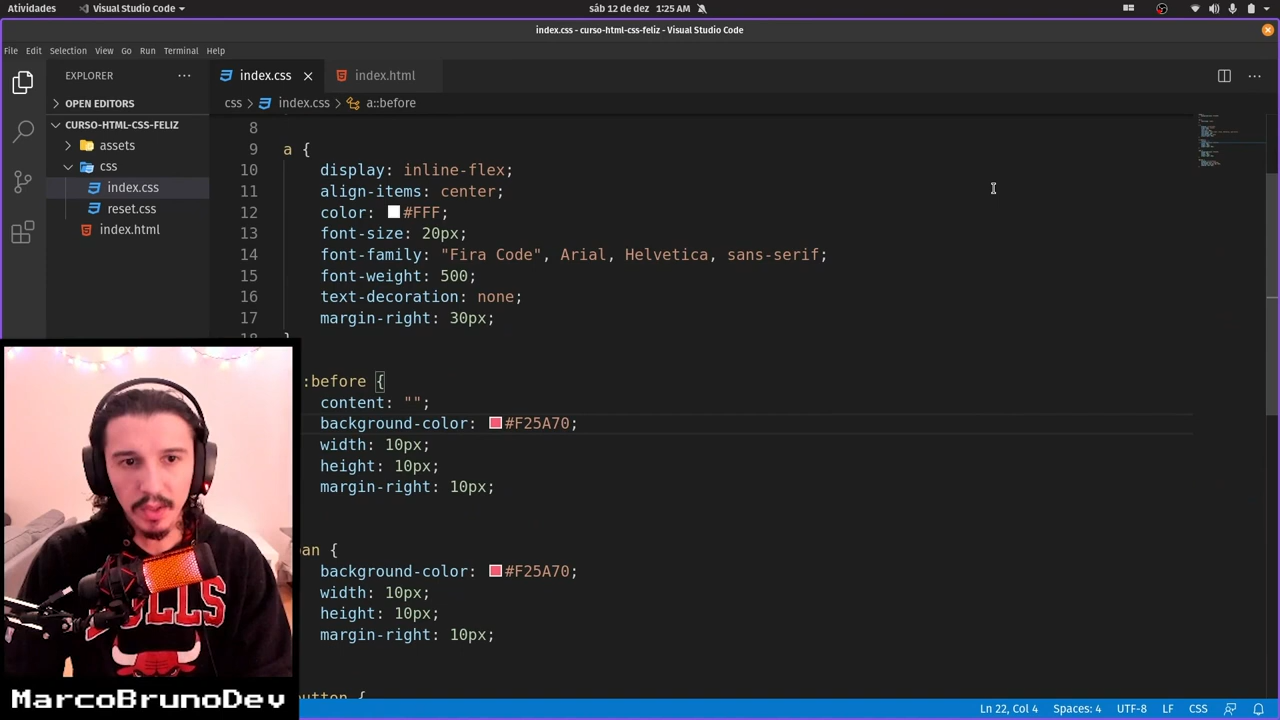 Atividades
Visual Studio Code
sáb 12 de dez 1:25 AM
index.css - curso-html-css-feliz - Visual Studio Code
File Edit Selection View Go Run Terminal Help
EXPLORER
index.css
index.html
OPEN EDITORS
css > index.css > a::before
CURSO-HTML-CSS-FELIZ
assets
css
index.css
reset.css
index.html
8
9 a {
10 display: inline-flex;
11 align-items: center;
12 color: #FFF;
13 font-size: 20px;
14 font-family: "Fira Code", Arial, Helvetica, sans-serif;
15 font-weight: 500;
16 text-decoration: none;
17 margin-right: 30px;
18 }
:before {
content: "";
background-color: #F25A70;
width: 10px;
height: 10px;
margin-right: 10px;
an {
background-color: #F25A70;
width: 10px;
height: 10px;
margin-right: 10px;
utton {
BULLS
MarcoBrunoDev
Ln 22, Col 4 Spaces: 4 UTF-8 LF CSS